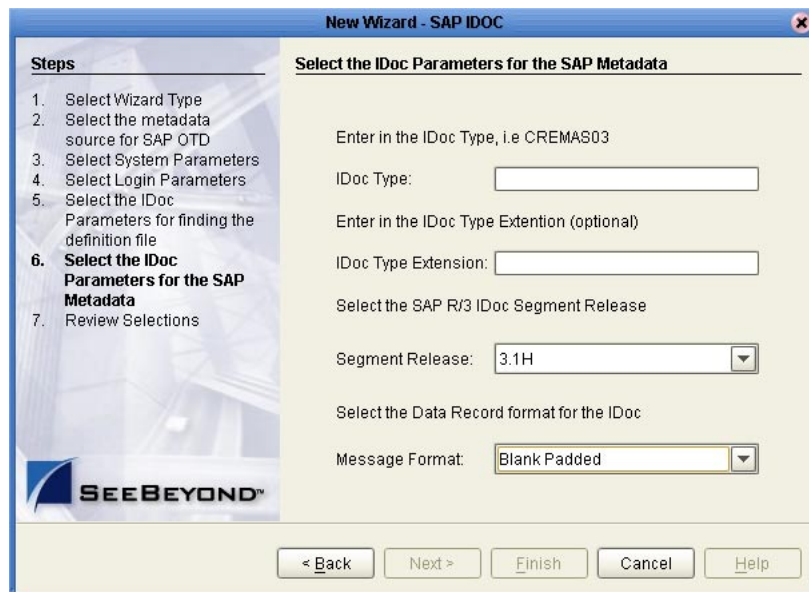 New Wizard - SAP IDOC
Steps
1. Select Wizard Type
2. Select the metadata
source for SAP OTD
3. Select System Parameters
4. Select Login Parameters
5. Select the IDoc
Parameters for finding the
definition file
6. Select the IDoc
Parameters for the SAP
Metadata
7. Review Selections
SEEBEYOND™
Select the IDoc Parameters for the SAP Metadata
Enter in the IDoc Type, i.e CREMAS03
IDoc Type:
Enter in the IDoc Type Extention (optional)
IDoc Type Extension:
Select the SAP R/3 IDoc Segment Release
Segment Release: 3.1H
Select the Data Record format for the IDoc
Message Format: Blank Padded
< Back Next > Finish Cancel Help